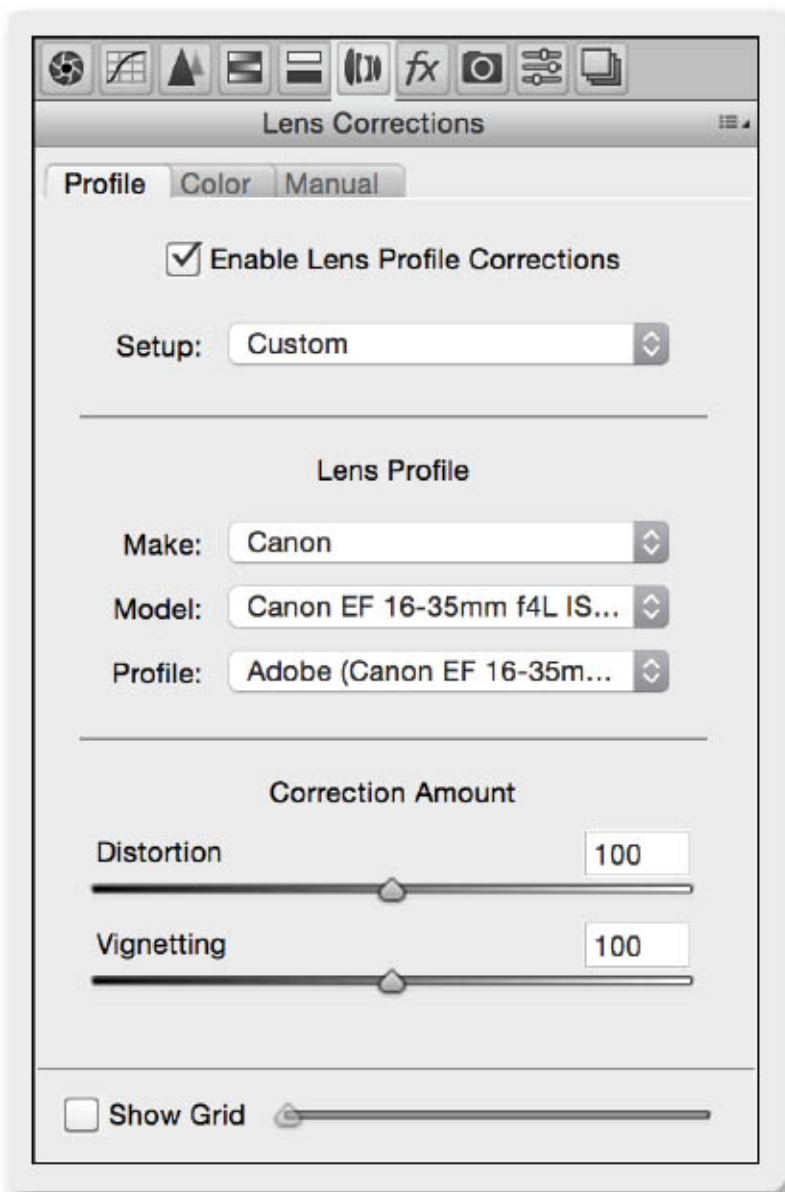 fx
Lens Corrections
Profile Color Manual
Enable Lens Profile Corrections
Setup: Custom
Lens Profile
Make: Canon
Model: Canon EF 16-35mm f4L IS...
Profile: Adobe (Canon EF 16-35m...
Correction Amount
Distortion 100
Vignetting 100
Show Grid